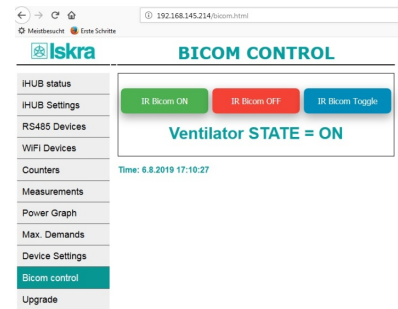 192.168.145.214/bicom.html
Meistbesucht Erste Schritte
Iskra
BICOM CONTROL
iHUB status
iHUB Settings
RS485 Devices
WiFi Devices
Counters
Measurements
Power Graph
Max. Demands
Device Settings
Bicom control
Upgrade
IR Bicom ON
IR Bicom OFF
IR Bicom Toggle
Ventilator STATE = ON
Time: 6.8.2019 17:10:27